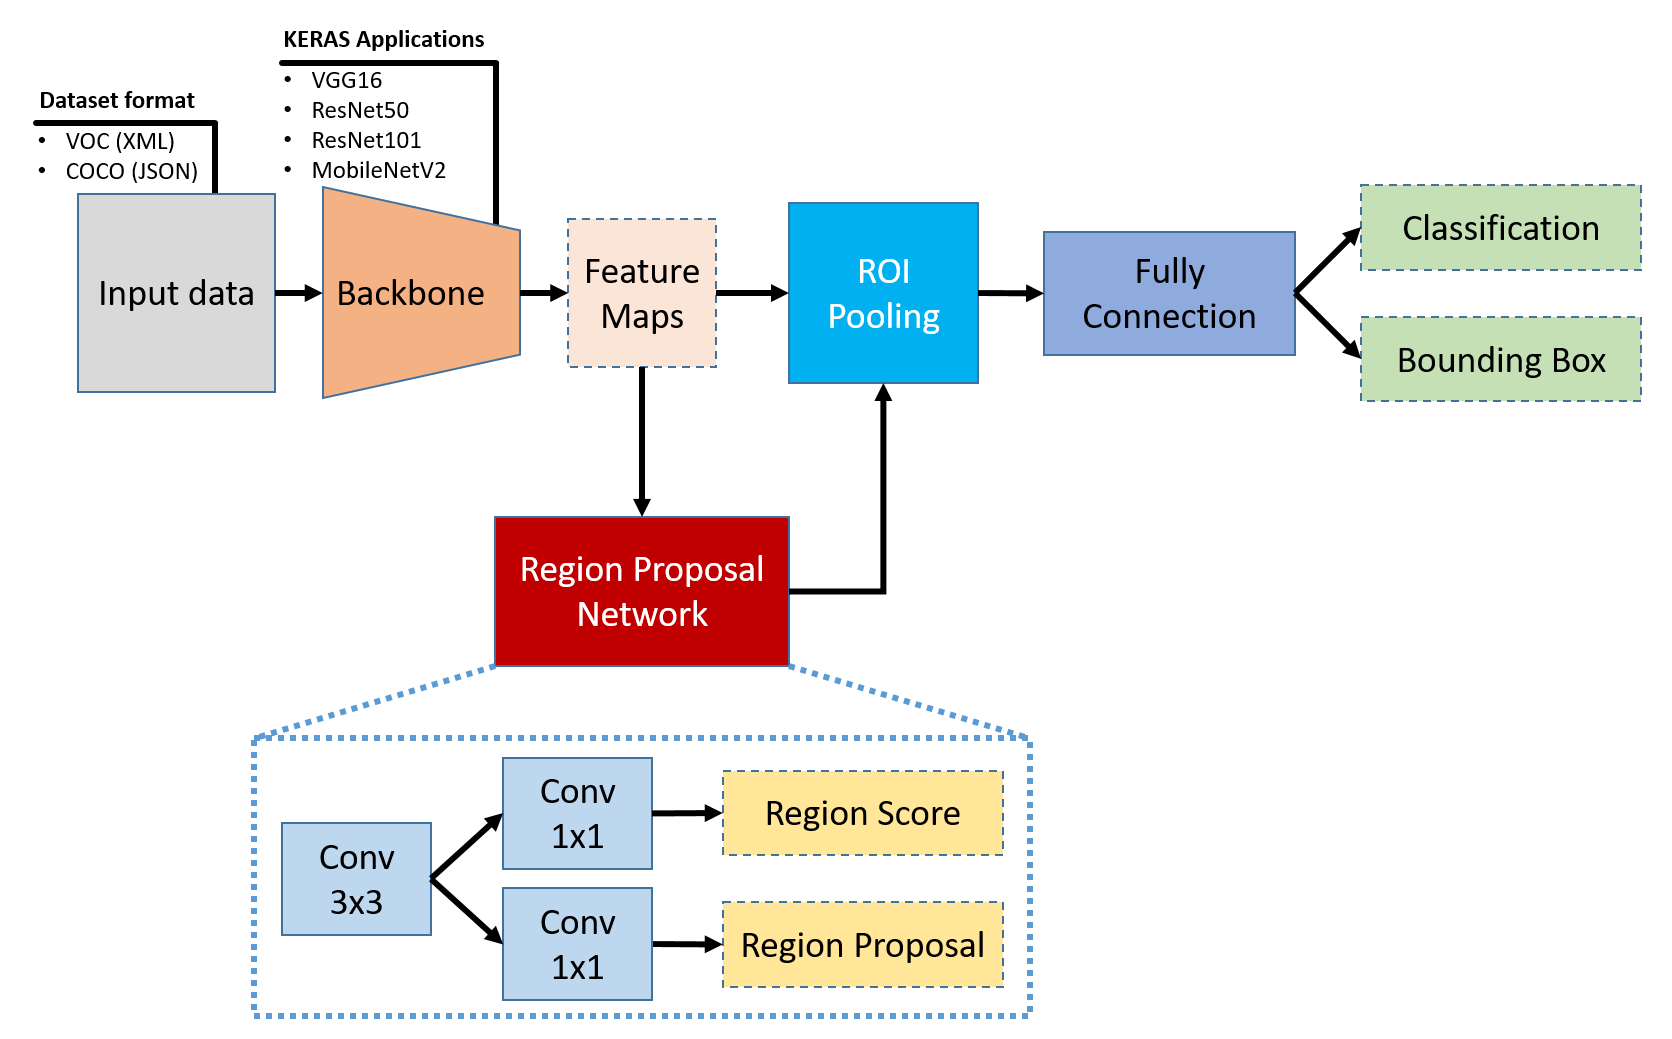 KERAS Applications
• VGG16
• ResNet50
• ResNet101
• MobileNetV2
Dataset format
• VOC (XML)
• COCO (JSON)
Input data
Backbone
Feature
Maps
ROI
Pooling
Fully
Connection
Classification
Bounding Box
Region Proposal
Network
Conv
3x3
Conv
1x1
Region Score
Conv
1x1
Region Proposal